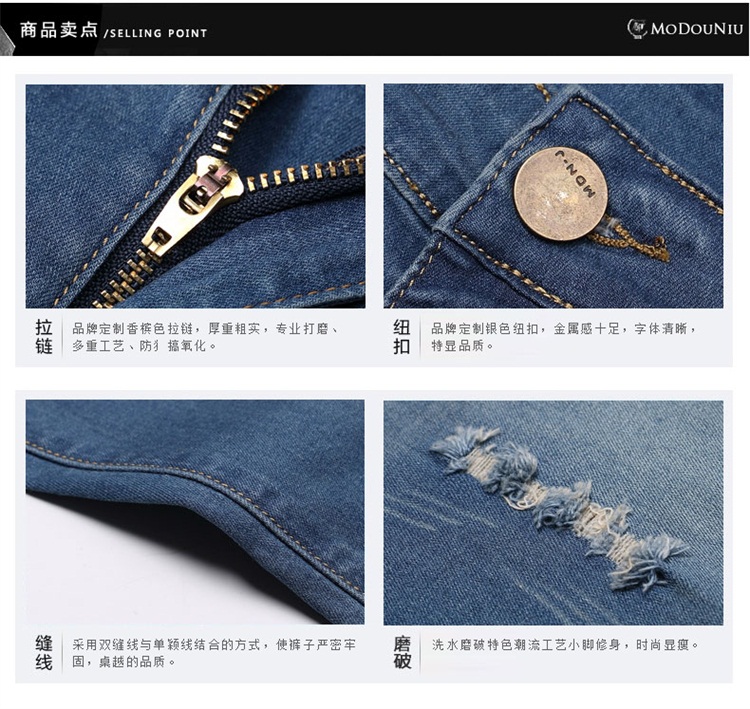 商品卖点/SELLING POINT
MoDouNiu
MDN-J
拉链
品牌定制香槟色拉链，厚重粗实，专业打磨、
多重工艺、防氧化。
纽扣
品牌定制银色纽扣，金属感十足，字体清晰，
特显品质。
缝线
采用双缝线与单颖线结合的方式，使裤子严密牢
固，桌越的品质。
磨破
洗水磨破特色潮流工艺小脚修身，时尚显瘦。